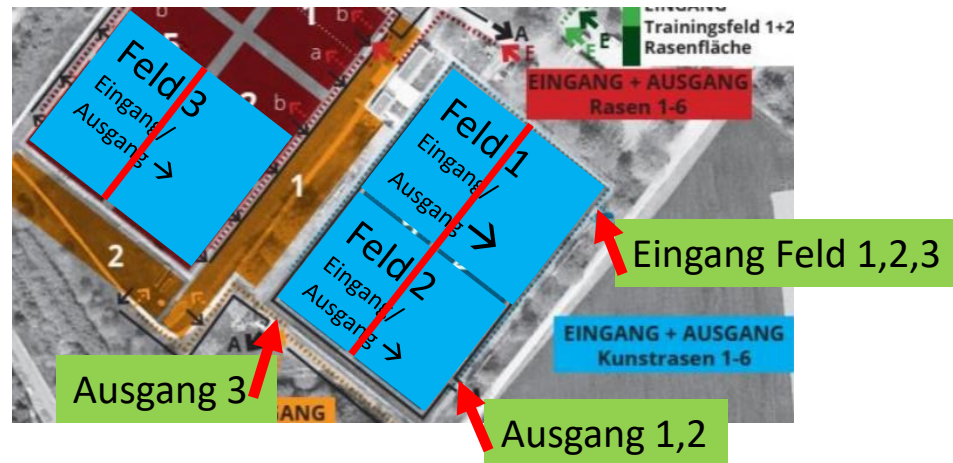 EINGANG
Trainingsfeld 1+2
Rasenfläche
A
E
E
E
EINGANG + AUSGANG
Rasen 1-6
1
b
a
b
Feld 3
Eingang/
Ausgang →
Feld 1
Eingang/
Ausgang →
1
2
Feld 2
Eingang/
Ausgang →
Eingang Feld 1,2,3
EINGANG + AUSGANG
Kunstrasen 1-6
A
Ausgang 3
Ausgang 1,2